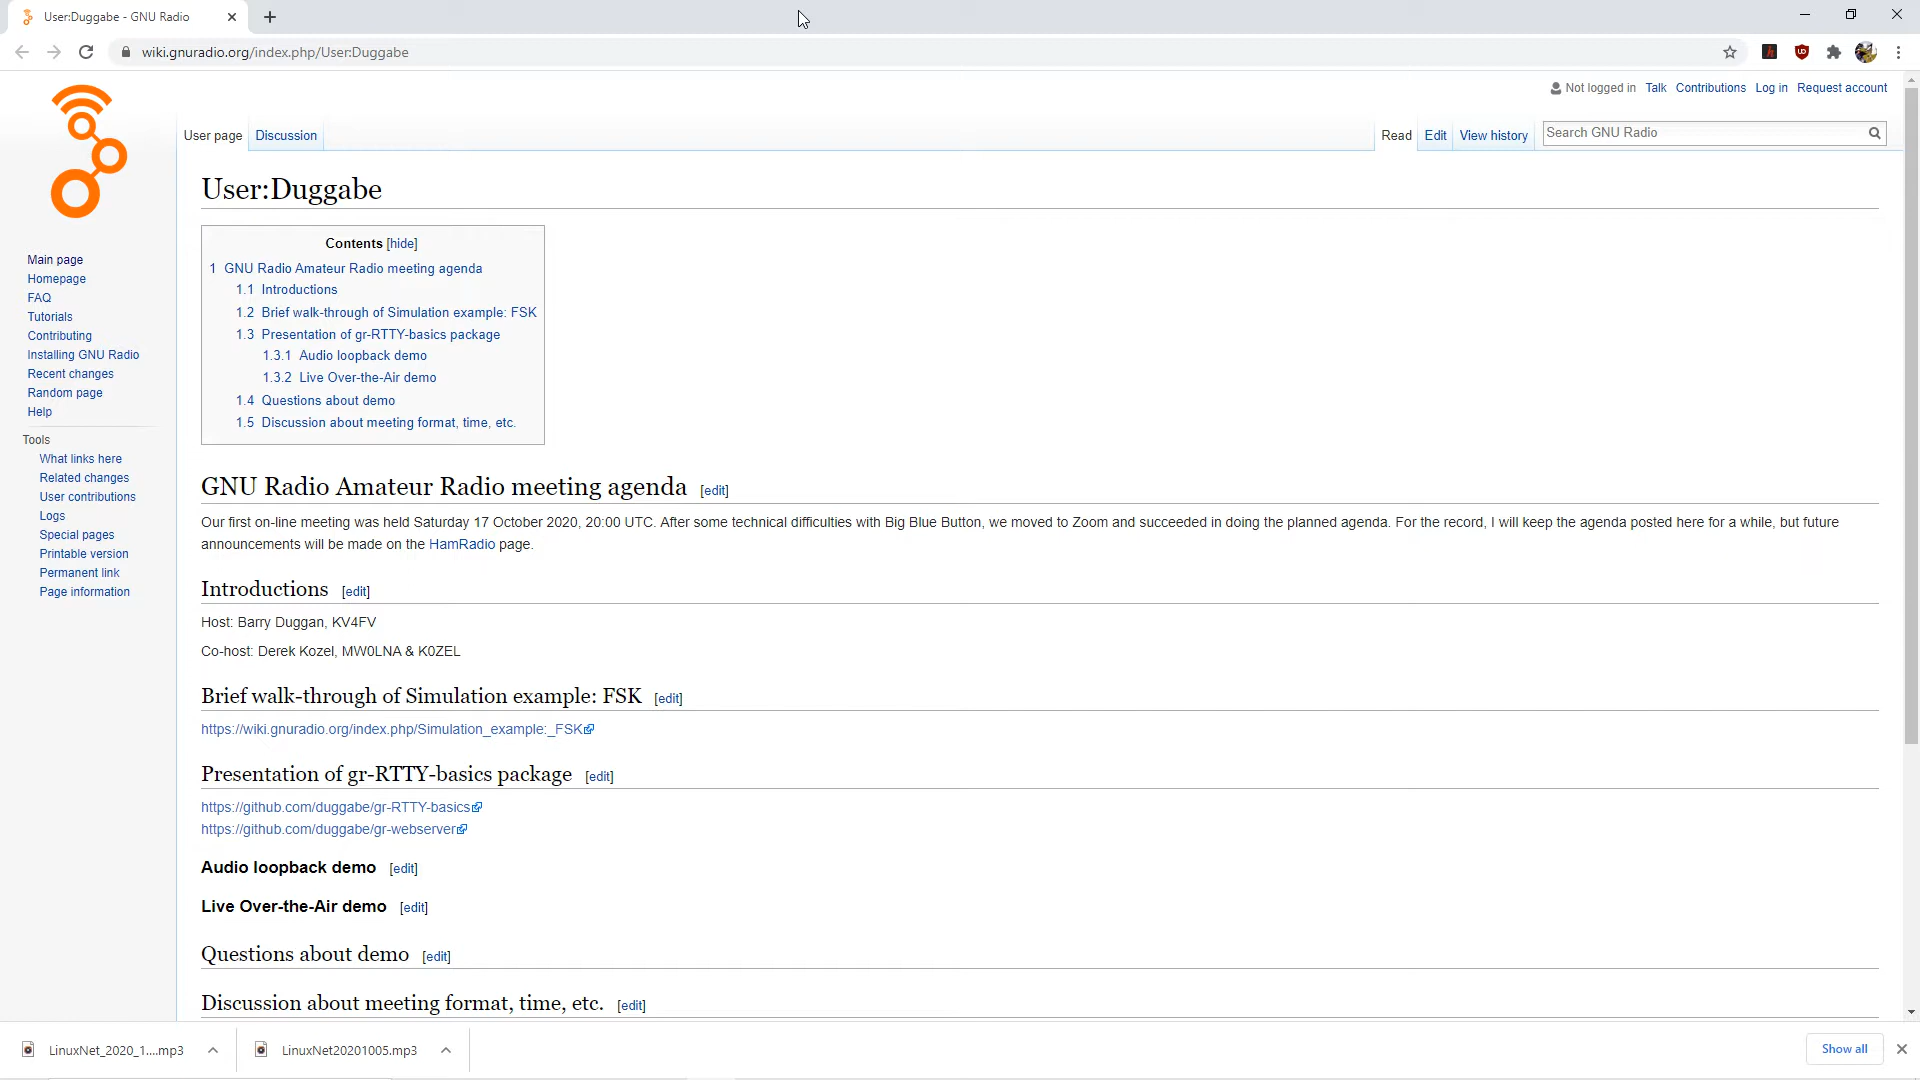 User:Duggabe - GNU Radio
wiki.gnuradio.org/index.php/User:Duggabe
Not logged in Talk Contributions Log in Request account
User page Discussion Read Edit View history Search GNU Radio
User:Duggabe
Contents [hide]
1 GNU Radio Amateur Radio meeting agenda
1.1 Introductions
1.2 Brief walk-through of Simulation example: FSK
1.3 Presentation of gr-RTTY-basics package
1.3.1 Audio loopback demo
1.3.2 Live Over-the-Air demo
1.4 Questions about demo
1.5 Discussion about meeting format, time, etc.
Main page
Homepage
FAQ
Tutorials
Contributing
Installing GNU Radio
Recent changes
Random page
Help
Tools
What links here
Related changes
User contributions
Logs
Special pages
Printable version
Permanent link
Page information
GNU Radio Amateur Radio meeting agenda [edit]
Our first on-line meeting was held Saturday 17 October 2020, 20:00 UTC. After some technical difficulties with Big Blue Button, we moved to Zoom and succeeded in doing the planned agenda. For the record, I will keep the agenda posted here for a while, but future
announcements will be made on the HamRadio page.
Introductions [edit]
Host: Barry Duggan, KV4FV
Co-host: Derek Kozel, MW0LNA & K0ZEL
Brief walk-through of Simulation example: FSK [edit]
https://wiki.gnuradio.org/index.php/Simulation_example:_FSK
Presentation of gr-RTTY-basics package [edit]
https://github.com/duggabe/gr-RTTY-basics
https://github.com/duggabe/gr-webserver
Audio loopback demo [edit]
Live Over-the-Air demo [edit]
Questions about demo [edit]
Discussion about meeting format, time, etc. [edit]
LinuxNet_2020_1....mp3 LinuxNet20201005.mp3 Show all